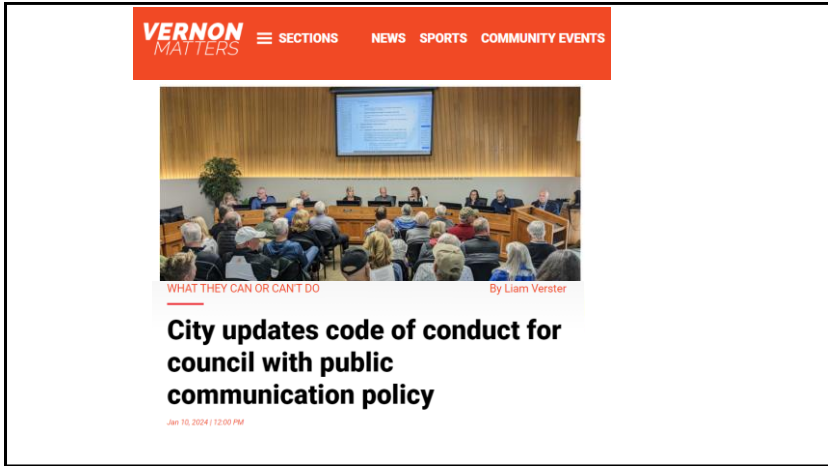 VERNON
MATTERS
SECTIONS NEWS SPORTS COMMUNITY EVENTS
WHAT THEY CAN OR CAN'T DO By Liam Verster
City updates code of conduct for
council with public
communication policy
Jan 10, 2024 | 12:00 PM